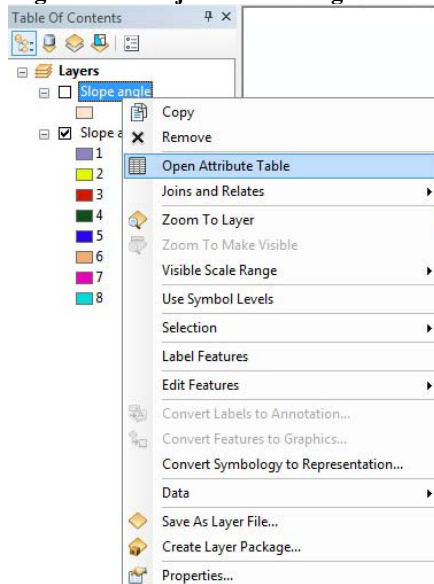 Table Of Contents
Layers
Slope angle
Slope a
1
2
3
4
5
6
7
8
Copy
Remove
Open Attribute Table
Joins and Relates
Zoom To Layer
Zoom To Make Visible
Visible Scale Range
Use Symbol Levels
Selection
Label Features
Edit Features
Convert Labels to Annotation...
Convert Features to Graphics...
Convert Symbology to Representation...
Data
Save As Layer File...
Create Layer Package...
Properties...